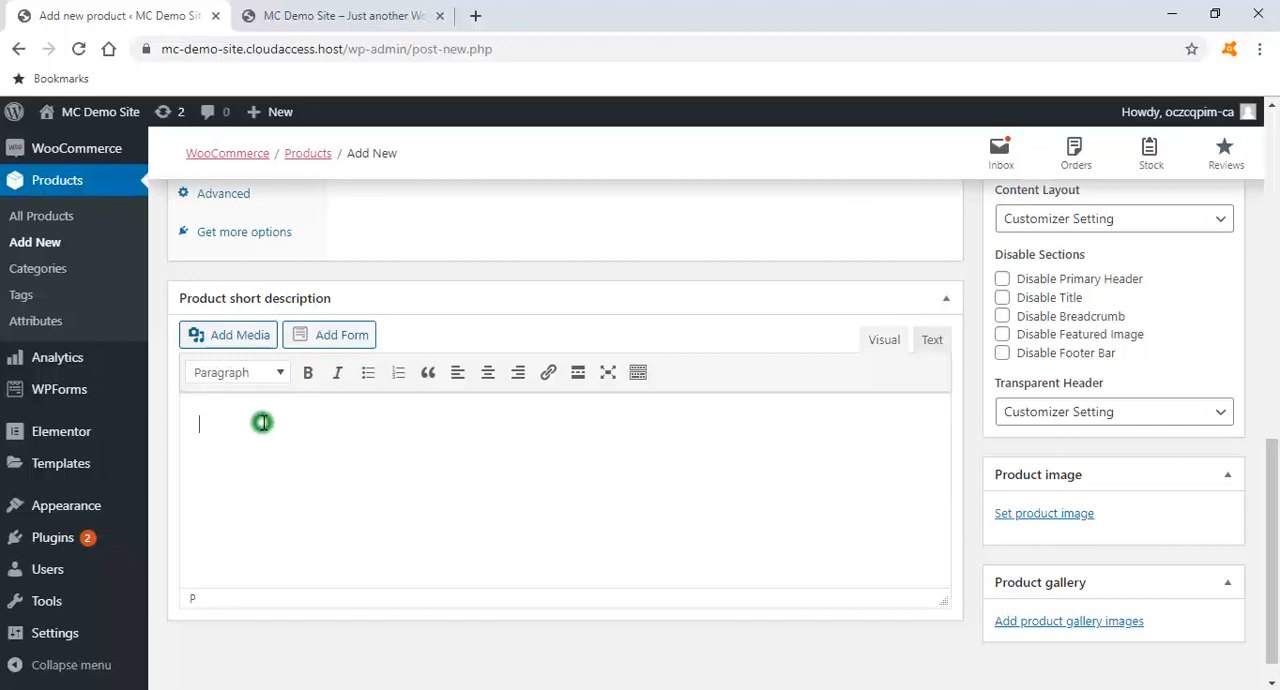 Add new product ‹ MC Demo Sit
MC Demo Site – Just another Wo
mc-demo-site.cloudaccess.host/wp-admin/post-new.php
Bookmarks
MC Demo Site
2
0
New
Howdy, oczcqpim-ca
WooCommerce
Products
All Products
Add New
Categories
Tags
Attributes
Analytics
WPForms
Elementor
Templates
Appearance
Plugins 2
Users
Tools
Settings
Collapse menu
WooCommerce / Products / Add New
Inbox
Orders
Stock
Reviews
Advanced
Get more options
Product short description
Add Media
Add Form
Visual
Text
Paragraph
P
Content Layout
Customizer Setting
Disable Sections
Disable Primary Header
Disable Title
Disable Breadcrumb
Disable Featured Image
Disable Footer Bar
Transparent Header
Customizer Setting
Product image
Set product image
Product gallery
Add product gallery images